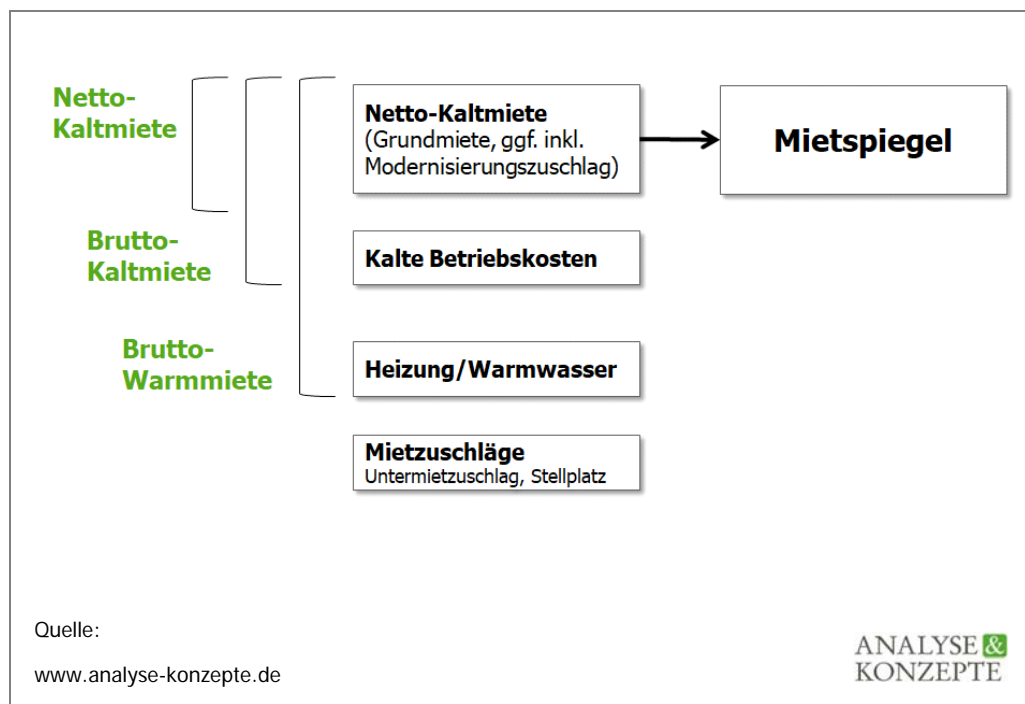 Netto-
Kaltmiete
Netto-Kaltmiete
(Grundmiete, ggf. inkl.
Modernisierungszuschlag)
Mietspiegel
Brutto-
Kaltmiete
Kalte Betriebskosten
Brutto-
Warmmiete
Heizung/Warmwasser
Mietzuschläge
Untermietzuschlag, Stellplatz
Quelle:
www.analyse-konzepte.de
ANALYSE &
KONZEPTE